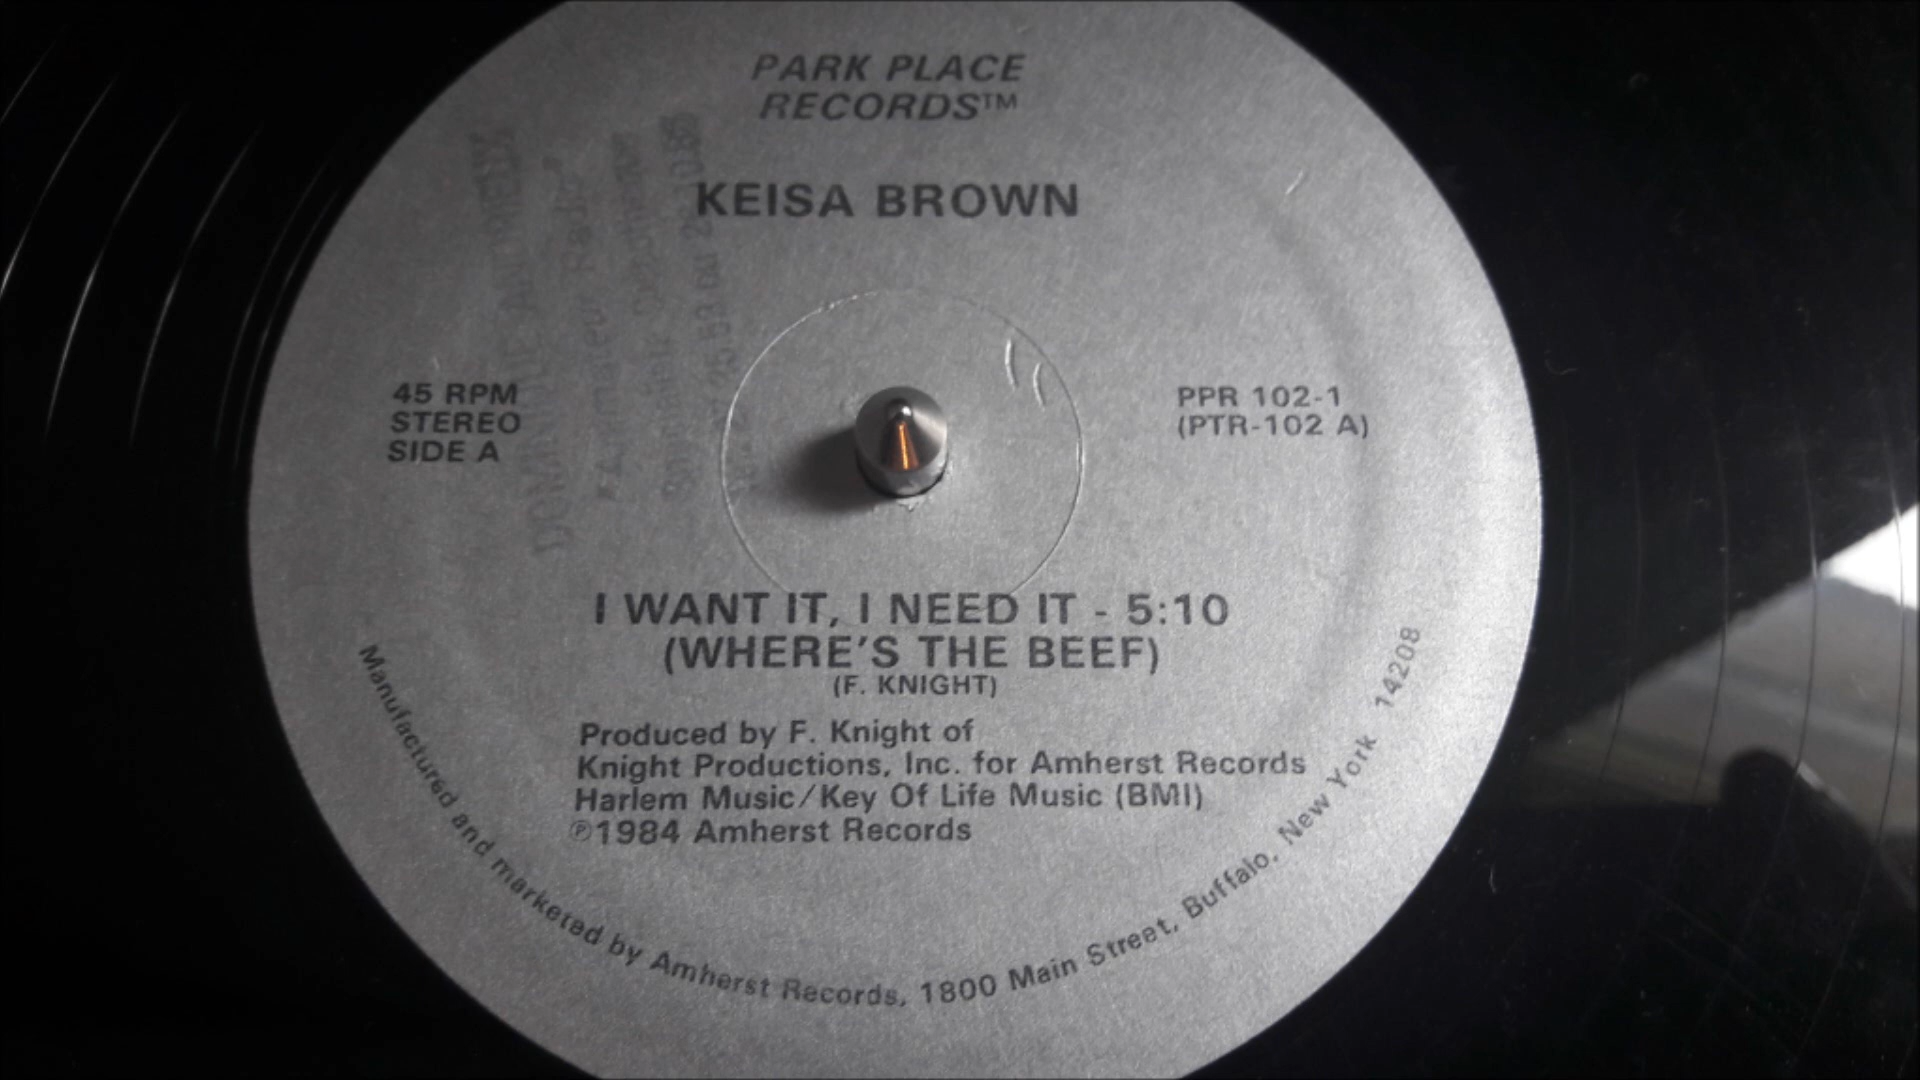 PARK PLACE
RECORDS™
KEISA BROWN
45 RPM
STEREO
SIDE A
PPR 102-1
(PTR-102 A)
I WANT IT, I NEED IT - 5:10
(WHERE'S THE BEEF)
(F. KNIGHT)
Produced by F. Knight of
Knight Productions, Inc. for Amherst Records
Harlem Music/Key Of Life Music (BMI)
℗1984 Amherst Records
Manufactured and marketed by Amherst Records, 1800 Main Street, Buffalo, New York 14208